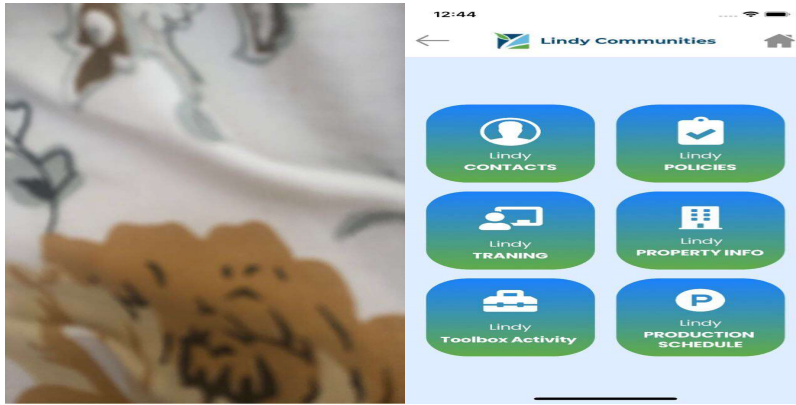 12:44
Lindy Communities
Lindy
CONTACTS
Lindy
POLICIES
Lindy
TRANING
Lindy
PROPERTY INFO
Lindy
Toolbox Activity
P
Lindy
PRODUCTION
SCHEDULE